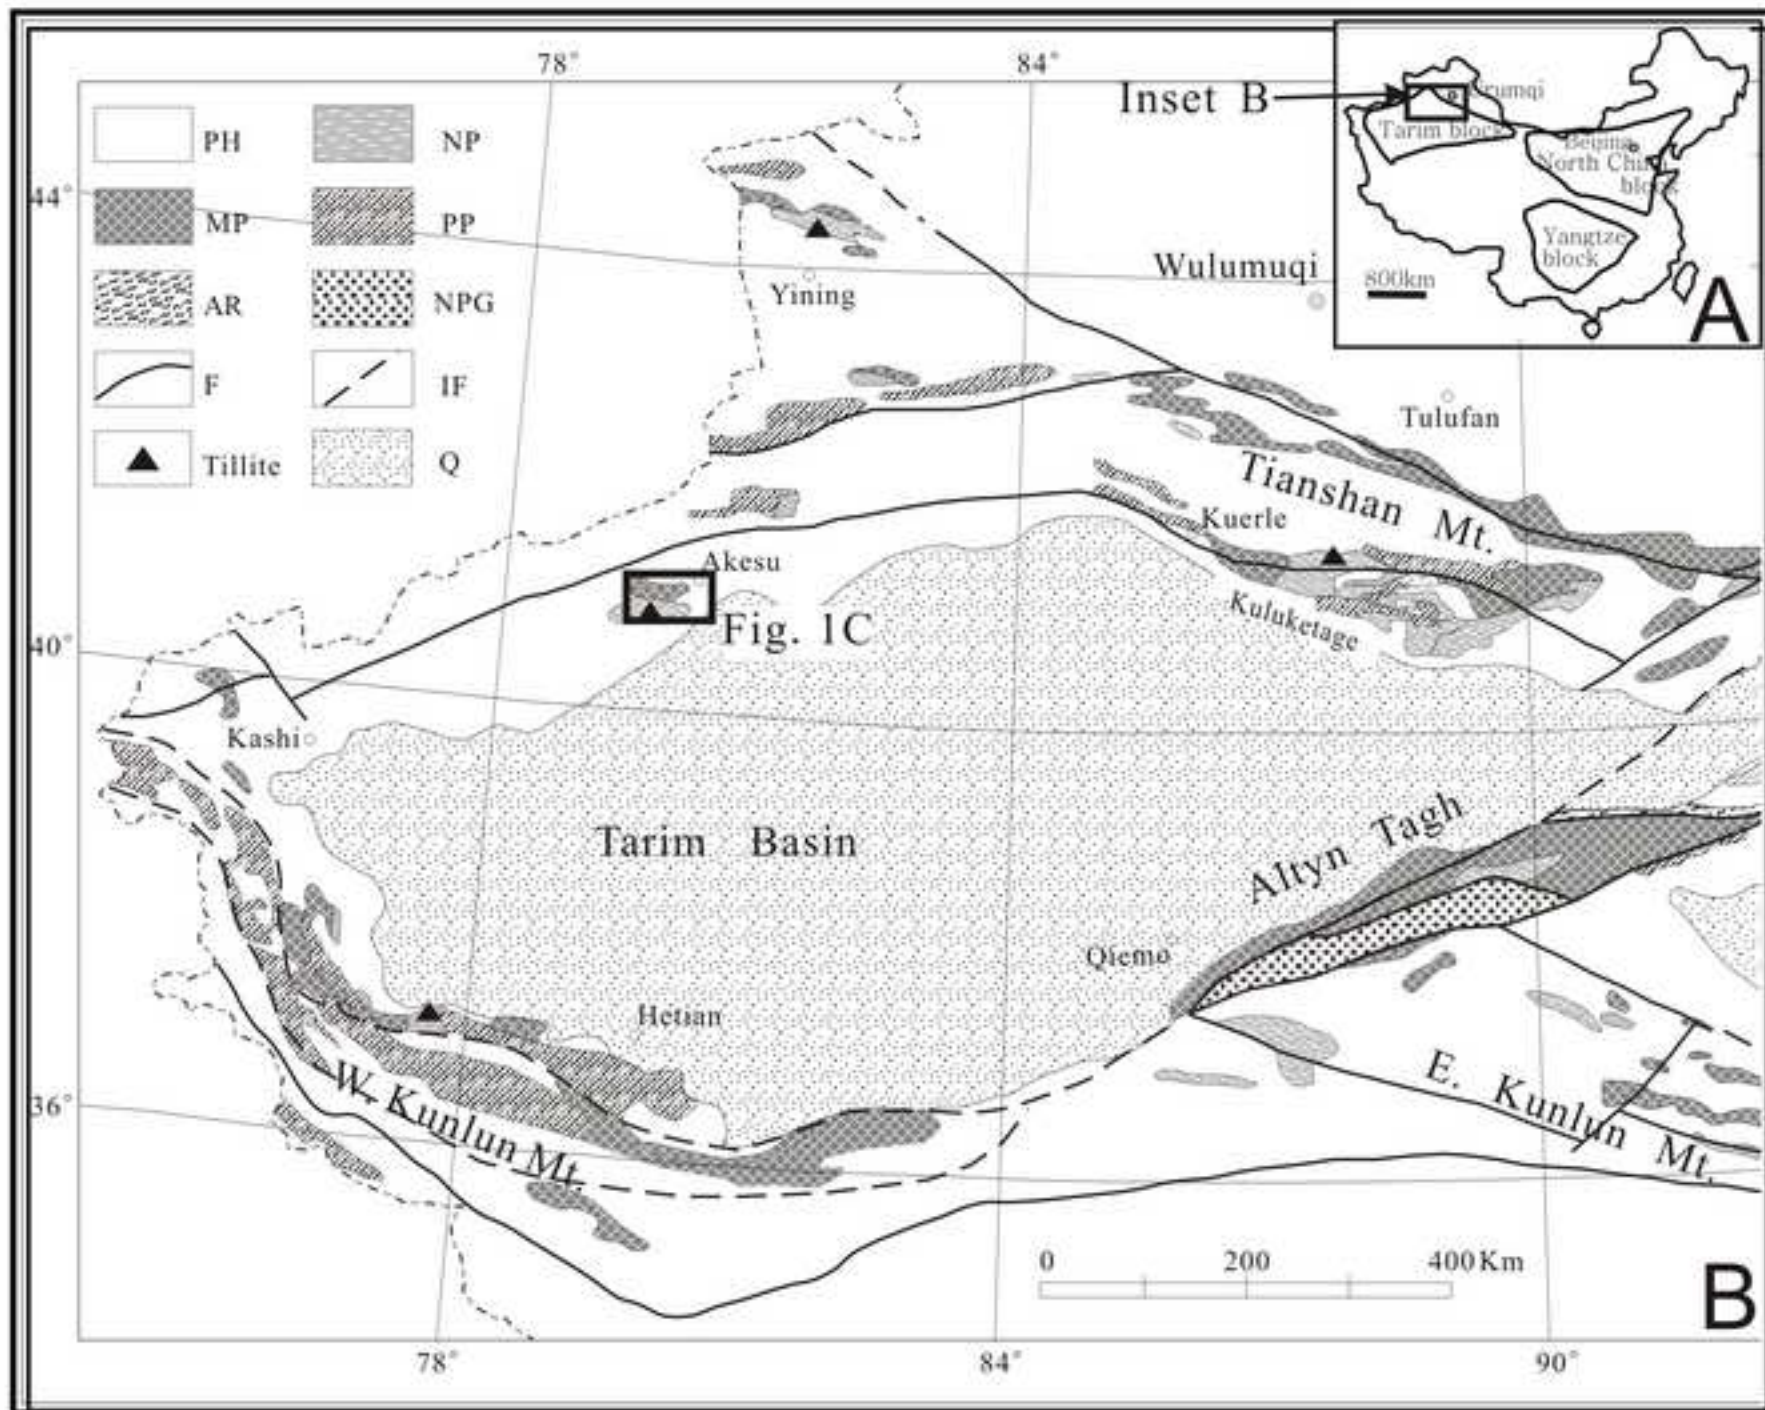 78°
84°
Inset B
Urumqi
Tarim block
Beijing
North China
block
Yangtze
block
800km
A
PH
NP
MP
PP
AR
NPG
F
IF
Tillite
Q
44°
Wulumuqi
Yining
Tulufan
Tianshan Mt.
Kuerle
Akesu
Fig. 1C
Kuluketage
40°
Kashi
Tarim Basin
Altyn Tagh
Qiemo
Hetian
W. Kunlun Mt.
E. Kunlun Mt.
36°
0 200 400 Km
B
78°
84°
90°